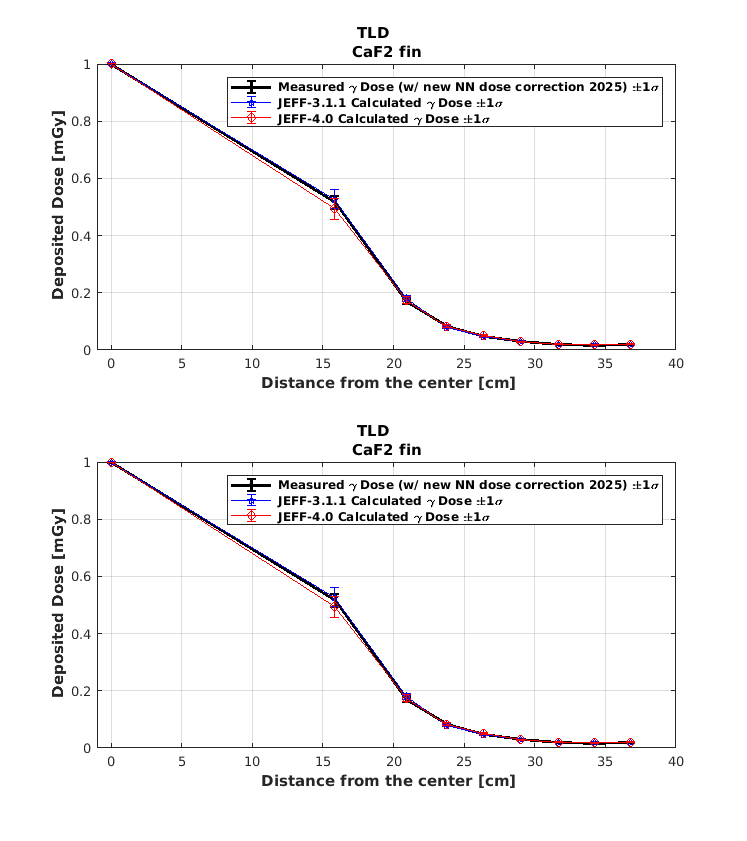 TLD
CaF2 fin
Measured γ Dose (w/ new NN dose correction 2025) ±1σ
JEFF-3.1.1 Calculated γ Dose ±1σ
JEFF-4.0 Calculated γ Dose ±1σ
Deposited Dose [mGy]
1
0.8
0.6
0.4
0.2
0
0 5 10 15 20 25 30 35 40
Distance from the center [cm]
TLD
CaF2 fin
Measured γ Dose (w/ new NN dose correction 2025) ±1σ
JEFF-3.1.1 Calculated γ Dose ±1σ
JEFF-4.0 Calculated γ Dose ±1σ
Deposited Dose [mGy]
1
0.8
0.6
0.4
0.2
0
0 5 10 15 20 25 30 35 40
Distance from the center [cm]